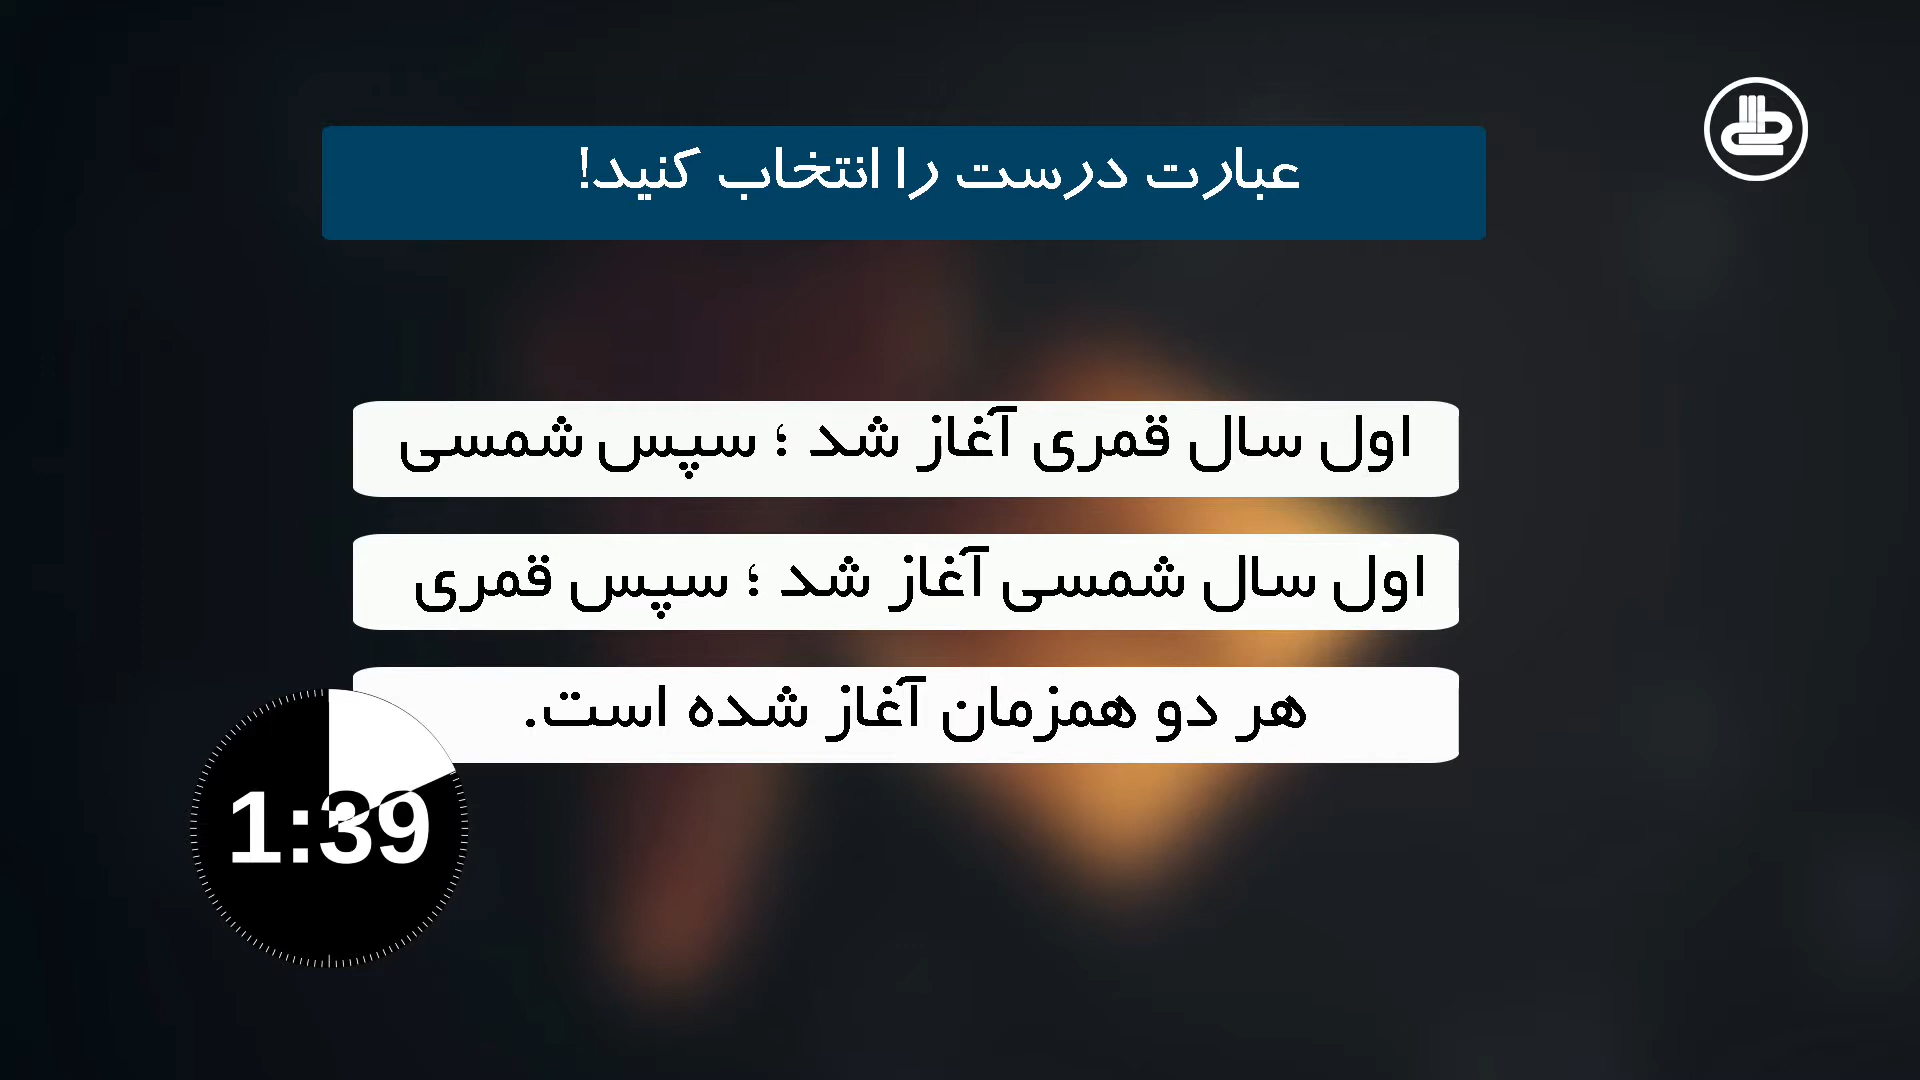 عبارت درست را انتخاب کنید!
اول سال قمری آغاز شد ؛ سپس شمسی
اول سال شمسی آغاز شد ؛ سپس قمری
هر دو همزمان آغاز شده است.
1:39